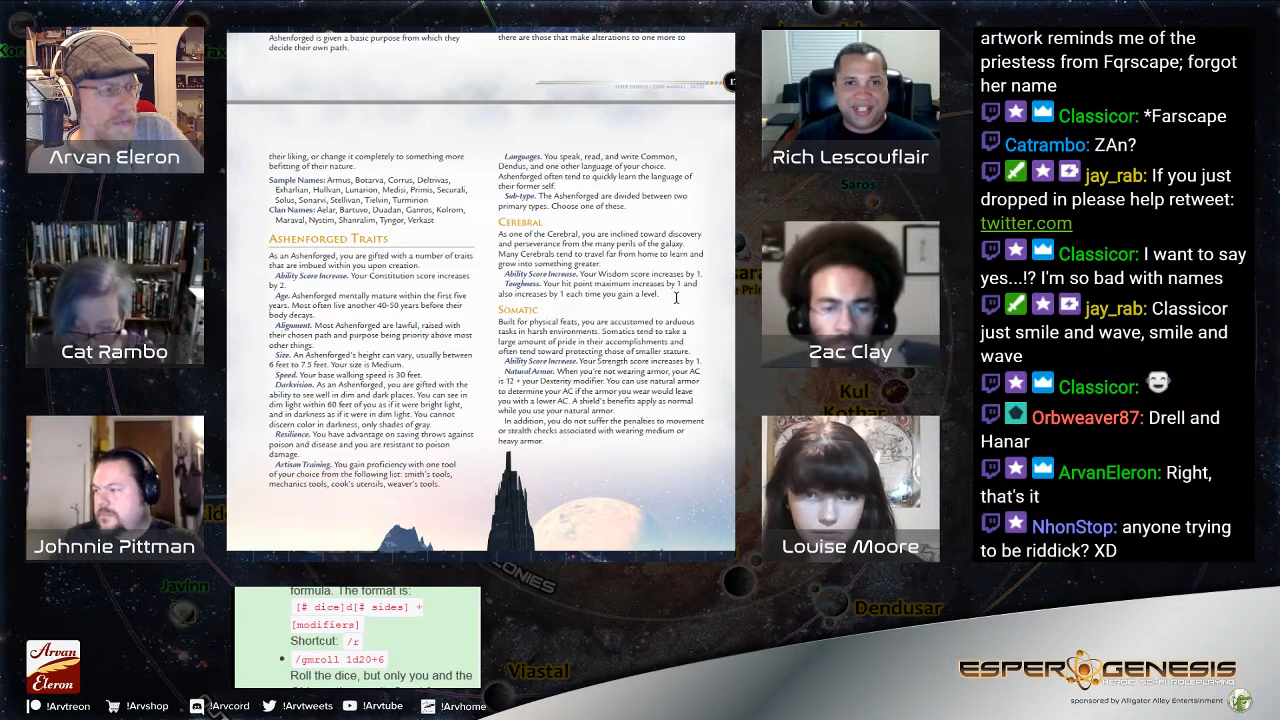 Arvan Eleron
Cat Rambo
Johnnie Pittman
Ashenforged is given a basic purpose from which they
decide their own path.
there are those that make alterations to one more to
ESPER GENESIS - CORE MANUAL - RACES
their liking, or change it completely to something more
befitting of their nature.
Sample Names: Armus, Botarva, Corrus, Deltrivas,
Exharlian, Hullvan, Lunarion, Medisi, Primis, Securali,
Solus, Sonarvi, Stellvian, Tielvin, Turmirion
Clan Names: Aelar, Bartuvo, Duadan, Ganros, Kolrom,
Maraval, Nystim, Shanralim, Tyngor, Verkast
ASHENFORGED TRAITS
As an Ashenforged, you are gifted with a number of traits
that are imbued within you upon creation.
Ability Score Increase. Your Constitution score increases
by 2.
Age. Ashenforged mentally mature within the first five
years. Most often live another 40-50 years before their
body decays.
Alignment. Most Ashenforged are lawful, raised with
their chosen path and purpose being priority above most
other things.
Size. An Ashenforged's height can vary, usually between
6 feet to 7.5 feet. Your size is Medium.
Speed. Your base walking speed is 30 feet.
Darkvision. As an Ashenforged, you are gifted with the
ability to see well in dim and dark places. You can see in
dim light within 60 feet of you as if it were bright light,
and in darkness as if it were in dim light. You cannot
discern color in darkness, only shades of gray.
Resilience. You have advantage on saving throws against
poison and disease and you are resistant to poison
damage.
Artisan Training. You gain proficiency with one tool
of your choice from the following list: smith's tools,
mechanics tools, cook's utensils, weaver's tools.
Languages. You speak, read, and write Common,
Dendus, and one other language of your choice.
Ashenforged often tend to quickly learn the language of
their former self.
Sub-type. The Ashenforged are divided between two
primary types. Choose one of these.
CEREBRAL
As one of the Cerebral, you are inclined toward discovery
and perseverance from the many perils of the galaxy.
Many Cerebrals tend to travel far from home to learn and
grow into something greater.
Ability Score Increase. Your Wisdom score increases by 1.
Toughness. Your hit point maximum increases by 1 and
also increases by 1 each time you gain a level.
SOMATIC
Built for physical feats, you are accustomed to arduous
tasks in harsh environments. Somatics tend to take a
large amount of pride in their accomplishments and
often tend toward protecting those of smaller stature.
Ability Score Increase. Your Strength score increases by 1.
Natural Armor. When you're not wearing armor, your AC
is 12 + your Dexterity modifier. You can use natural armor
to determine your AC if the armor you wear would leave
you with a lower AC. A shield's benefits apply as normal
while you use your natural armor.
In addition, you do not suffer the penalties to movement
or stealth checks associated with wearing medium or
heavy armor.
Rich Lescouflair
Saros
Zac Clay
Kul
Kothar
Louise Moore
artwork reminds me of the
priestess from Fqrscape; forgot
her name
Classicor: *Farscape
Catrambo: ZAn?
jay_rab: If you just
dropped in please help retweet
twitter.com
Classicor: I want to say
yes...!? I'm so bad with names
jay_rab: Classicor
just smile and wave, smile and
wave
Classicor:
Orbweaver87: Drell and
Hanar
ArvanEleron: Right,
that's it
NhonStop: anyone trying
to be riddick? XD
Javinn
formula. The format is:
[# dice]d[# sides] +
[modifiers]
Shortcut: /r
/gmroll 1d20+6
Roll the dice, but only you and the
Viastal
Dendusar
Arvan
Eleron
/Arvtreon
/Arvshop
/Arvcord
/Arvtweets
/Arvtube
/Arvhome
ESPER GENESIS
HEROIC SCI-FI ROLEPLAYING
sponsored by Alligator Alley Entertainment